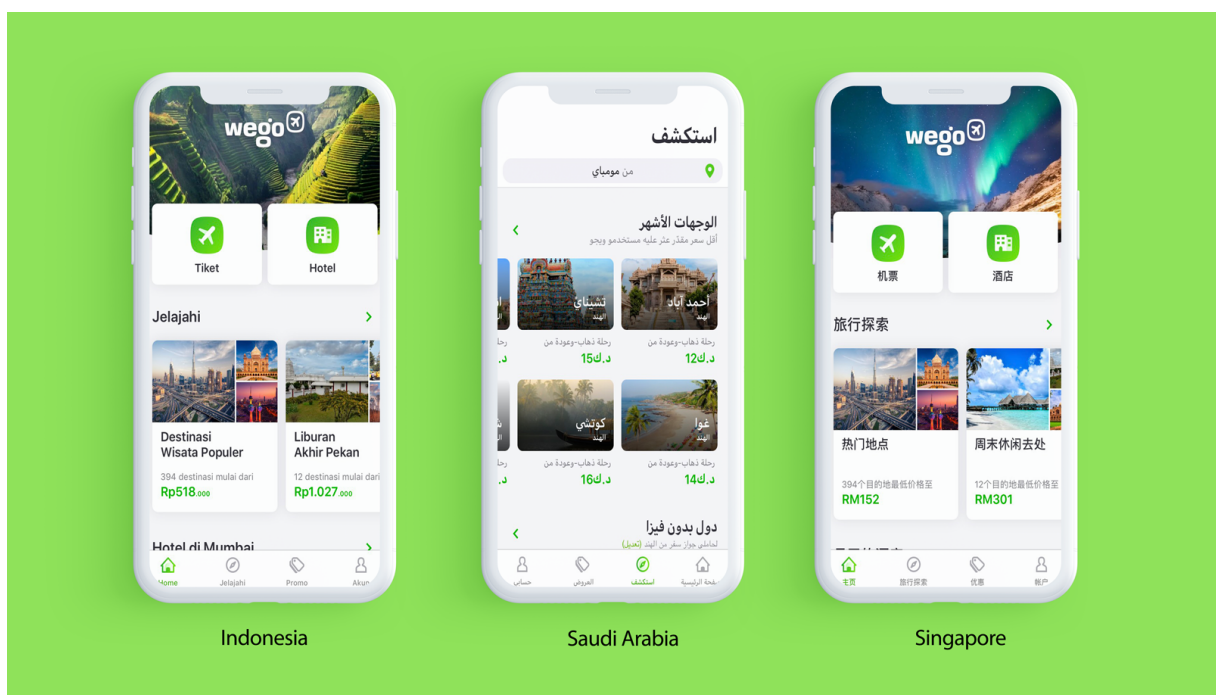 wego
Tiket
Hotel
Jelajahi
Destinasi
Wisata Populer
394 destinasi mulai dari
Rp518.000
Liburan
Akhir Pekan
12 destinasi mulai dari
Rp1.027.000
Hotel di Mumbai
Home
Jelajahi
Promo
Akun
Indonesia
استكشف
من مومباي
الوجهات الأشهر
أقل سعر مقدّر عثر عليه مستخدمو ويجو
أحمد آباد
الهند
رحلة ذهاب-وعودة من
د.ك12
تشيناي
الهند
رحلة ذهاب-وعودة من
د.ك15
غوا
الهند
رحلة ذهاب-وعودة من
د.ك14
كوتشي
الهند
رحلة ذهاب-وعودة من
د.ك16
دول بدون فيزا
لحاملي جواز سفر من الهند (تعديل)
الرئيسية
استكشف
العروض
حسابي
Saudi Arabia
wego
机票
酒店
旅行探索
热门地点
394个目的地最低价格至
RM152
周末休闲去处
12个目的地最低价格至
RM301
主页
旅行探索
优惠
帐户
Singapore